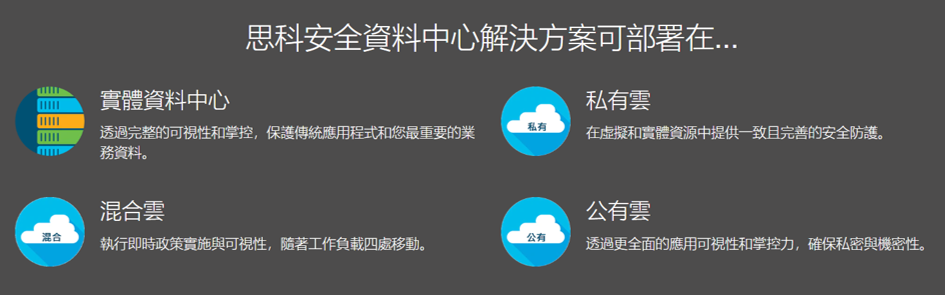 思科安全資料中心解決方案可部署在...
實體資料中心
透過完整的可視性和掌控，保護傳統應用程式和您最重要的業
務資料。
私有
私有雲
在虛擬和實體資源中提供一致且完善的安全防護。
混合
混合雲
執行即時政策實施與可視性，隨著工作負載四處移動。
公有
公有雲
透過更全面的應用可視性和掌控力，確保私密與機密性。